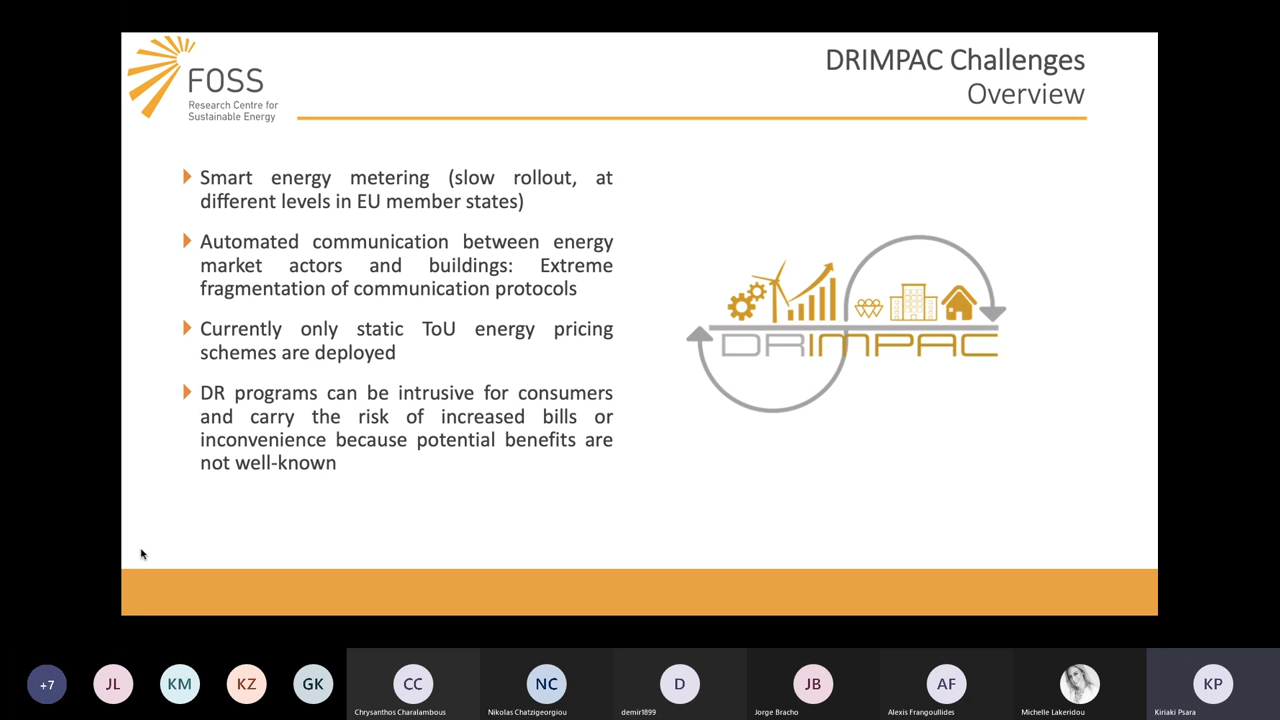 FOSS
Research Centre for
Sustainable Energy
DRIMPAC Challenges
Overview
Smart energy metering (slow rollout, at
different levels in EU member states)
Automated communication between energy
market actors and buildings: Extreme
fragmentation of communication protocols
Currently only static ToU energy pricing
schemes are deployed
DR programs can be intrusive for consumers
and carry the risk of increased bills or
inconvenience because potential benefits are
not well-known
DRIMPAC
+7
JL
KM
KZ
GK
CC
Chrysanthos Charalambous
NC
Nikolas Chatzigeorgiou
D
demir1899
JB
Jorge Bracho
AF
Alexis Frangoullides
Michelle Lakeridou
KP
Kiriaki Psara